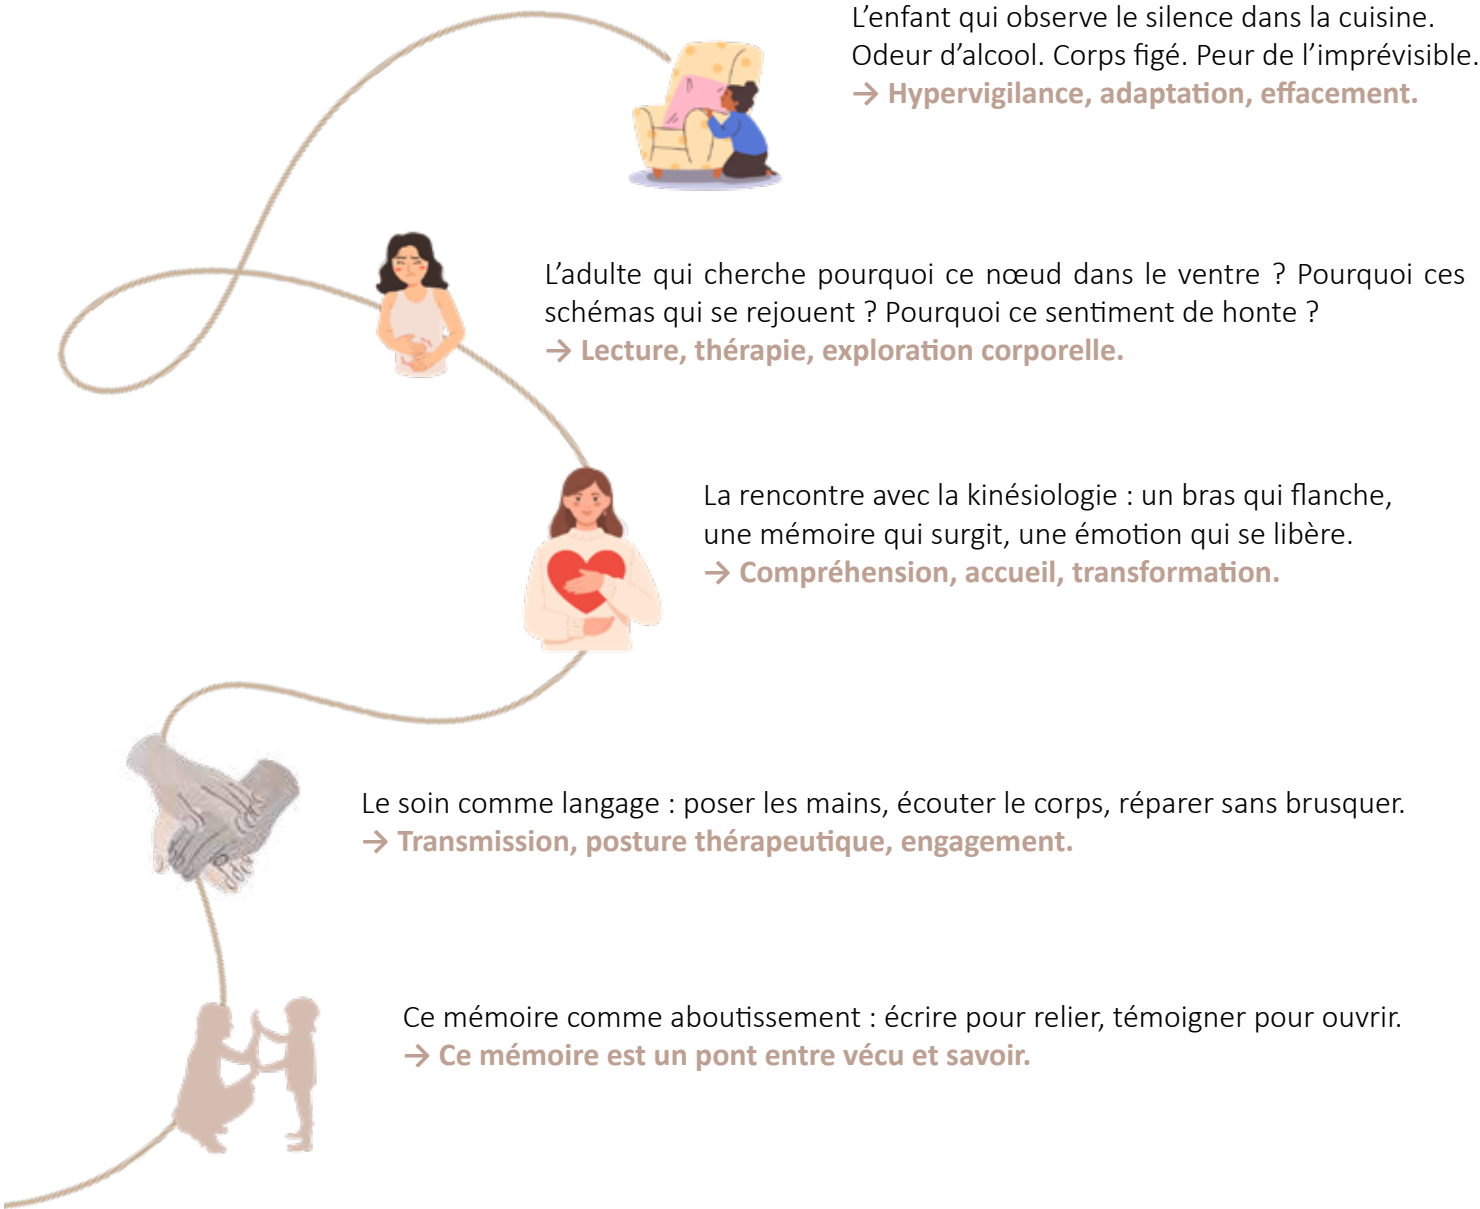 L’enfant qui observe le silence dans la cuisine.
Odeur d’alcool. Corps figé. Peur de l’imprévisible.
→ Hypervigilance, adaptation, effacement.
L’adulte qui cherche pourquoi ce nœud dans le ventre ? Pourquoi ces
schémas qui se rejouent ? Pourquoi ce sentiment de honte ?
→ Lecture, thérapie, exploration corporelle.
La rencontre avec la kinésiologie : un bras qui flanche,
une mémoire qui surgit, une émotion qui se libère.
→ Compréhension, accueil, transformation.
Le soin comme langage : poser les mains, écouter le corps, réparer sans brusquer.
→ Transmission, posture thérapeutique, engagement.
Ce mémoire comme aboutissement : écrire pour relier, témoigner pour ouvrir.
→ Ce mémoire est un pont entre vécu et savoir.